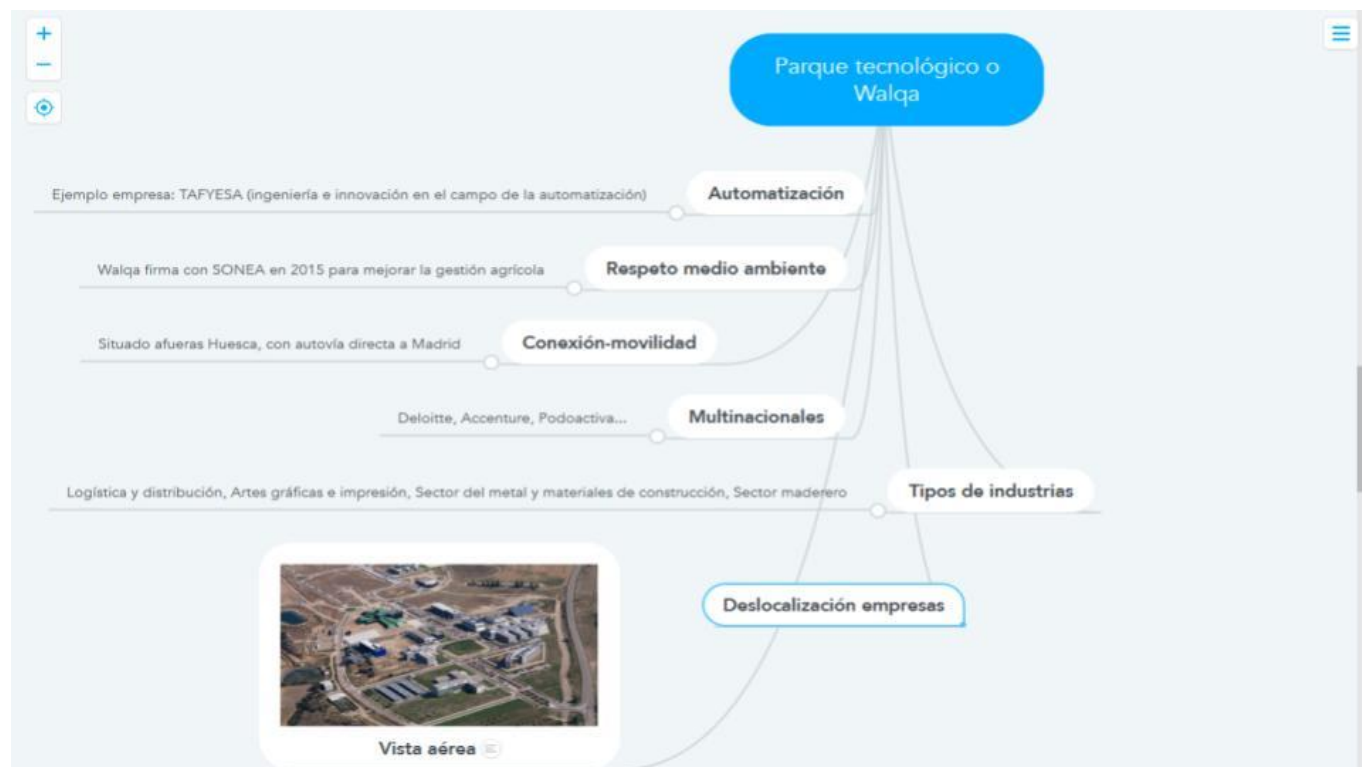 Parque tecnológico o
Walqa
Ejemplo empresa: TAFYESA (ingeniería e innovación en el campo de la automatización)
Automatización
Walqa firma con SONEA en 2015 para mejorar la gestión agrícola
Respeto medio ambiente
Situado afueras Huesca, con autovía directa a Madrid
Conexión-movilidad
Deloitte, Accenture, Podoactiva...
Multinacionales
Logística y distribución, Artes gráficas e impresión, Sector del metal y materiales de construcción, Sector maderero
Tipos de industrias
Deslocalización empresas
Vista aérea